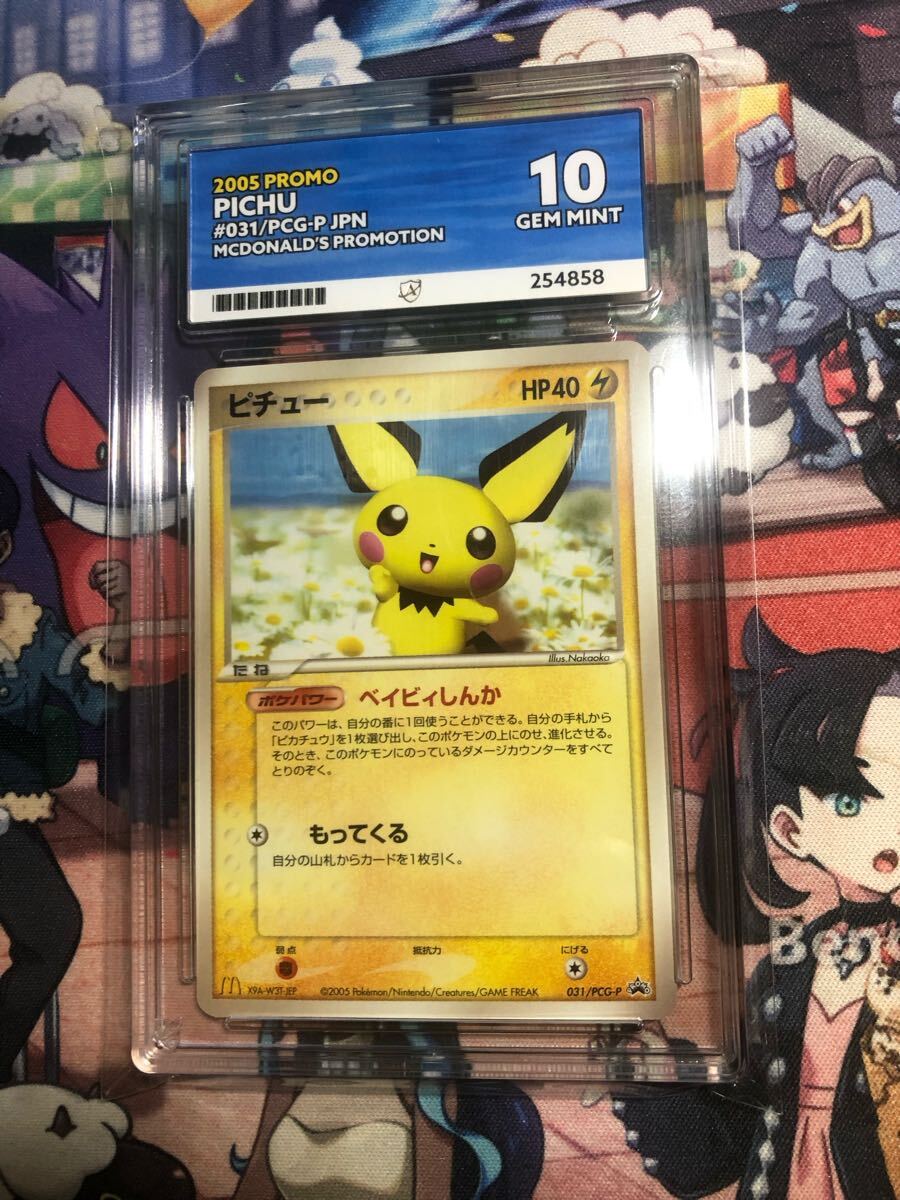 2005 PROMO
PICHU
#031/PCG-P JPN
MCDONALD'S PROMOTION
10
GEM MINT
254858
ピチュー
HP40
たね
Illus. Nakaoka
ポケパワー ベイビィしんか
このパワーは、自分の番に1回使うことができる。自分の手札から
「ピカチュウ」を1枚選び出し、このポケモンの上にのせ、進化させる。
そのとき、このポケモンにのっているダメージカウンターをすべて
とりのぞく。
もってくる
自分の山札からカードを1枚引く。
弱点 抵抗力 にげる
X9A-W3T-JEP ©2005 Pokémon/Nintendo/Creatures/GAME FREAK 031/PCG-P